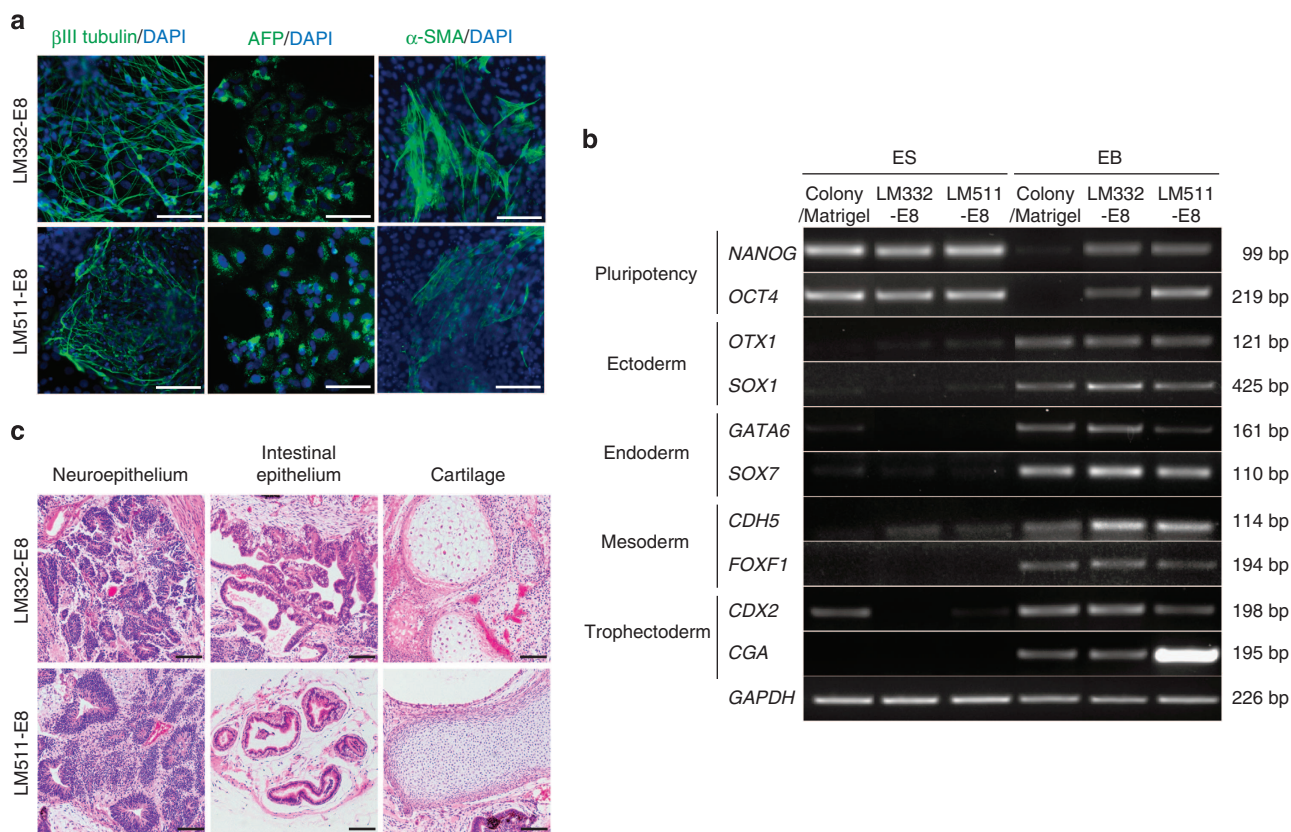 a
βIII tubulin/DAPI AFP/DAPI α-SMA/DAPI
LM332-E8
LM511-E8
b
ES EB
Colony LM332 LM511 Colony LM332 LM511
/Matrigel -E8 -E8 /Matrigel -E8 -E8
Pluripotency
NANOG 99 bp
OCT4 219 bp
Ectoderm
OTX1 121 bp
SOX1 425 bp
Endoderm
GATA6 161 bp
SOX7 110 bp
Mesoderm
CDH5 114 bp
FOXF1 194 bp
Trophectoderm
CDX2 198 bp
CGA 195 bp
GAPDH 226 bp
c
Neuroepithelium Intestinal Cartilage
epithelium
LM332-E8
LM511-E8